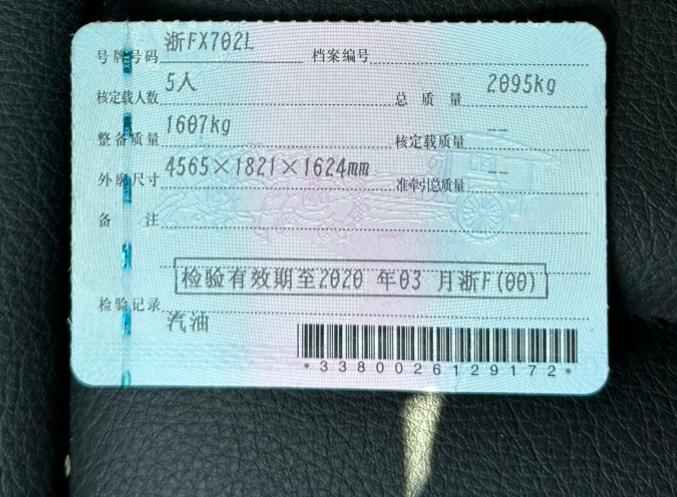 号牌号码 浙FX702L 档案编号
核定载人数 5人 总质量 2095kg
整备质量 1607kg 核定载质量 --
外廓尺寸 4565×1821×1624mm 准牵引总质量 --
备注
检验有效期至2020 年03 月浙F(00)
检验记录
汽油
*3380026129172*